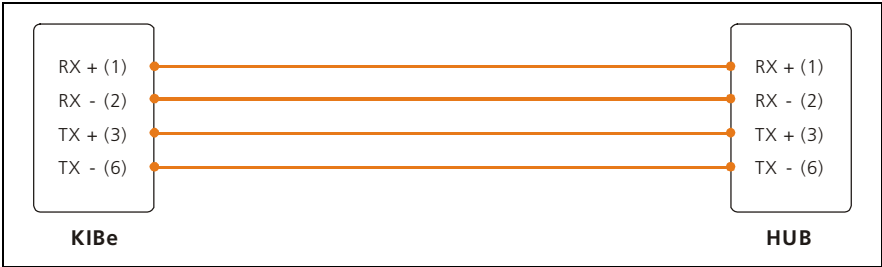 RX + (1)
RX - (2)
TX + (3)
TX - (6)
KIBe
RX + (1)
RX - (2)
TX + (3)
TX - (6)
HUB